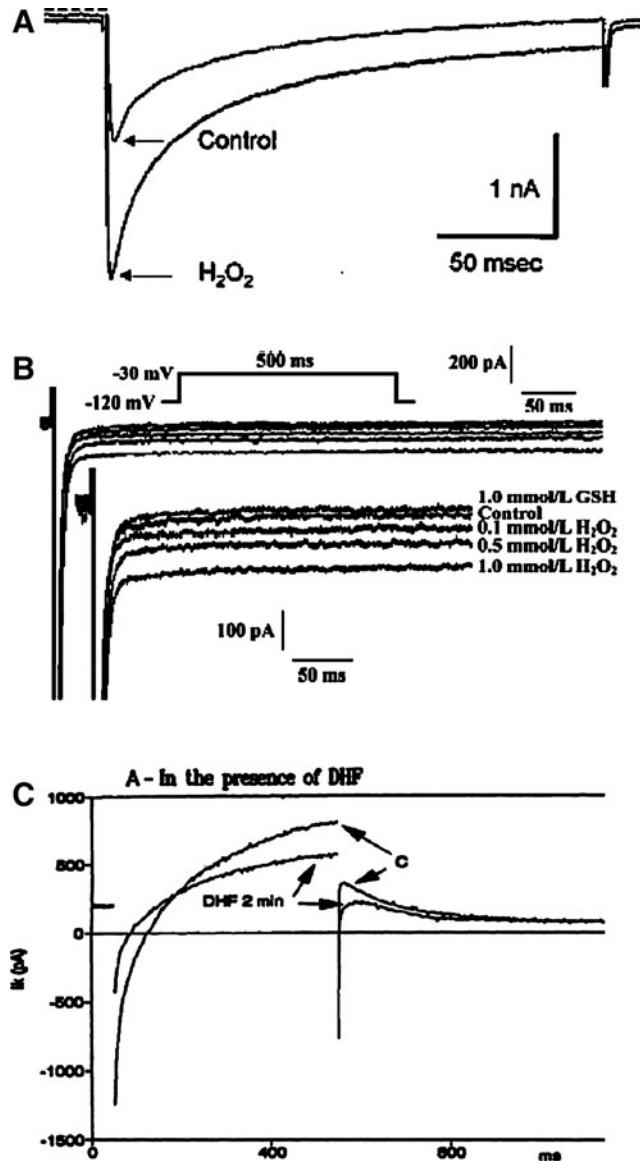 A
Control
1 nA
50 msec
H₂O₂
B
-30 mV
500 ms
-120 mV
200 pA
50 ms
1.0 mmol/L GSH
Control
0.1 mmol/L H₂O₂
0.5 mmol/L H₂O₂
1.0 mmol/L H₂O₂
100 pA
50 ms
C
A - In the presence of DHF
1000
500
0
-500
-1000
-1500
Ik (pA)
C
DHF 2 min
0
400
800
ms